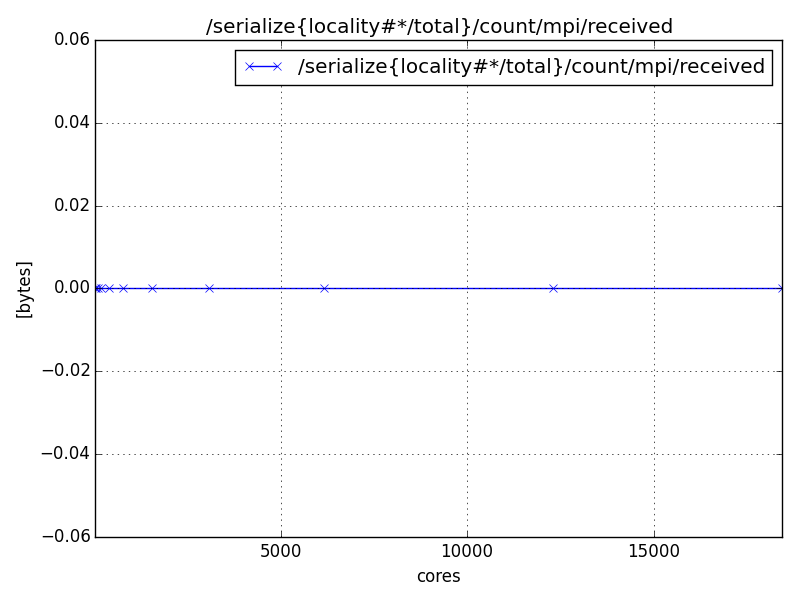 /serialize{locality#*/total}/count/mpi/received
/serialize{locality#*/total}/count/mpi/received
0.06
0.04
0.02
0.00
−0.02
−0.04
−0.06
[bytes]
5000 10000 15000
cores